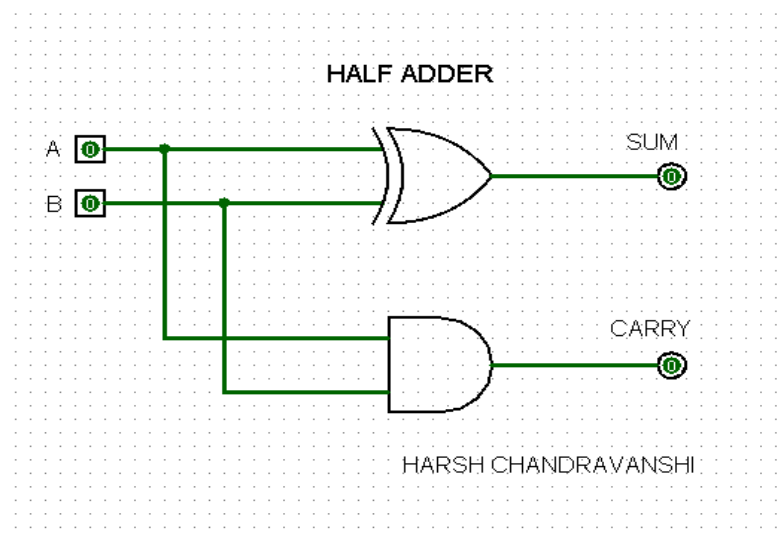 HALF ADDER
A 0
SUM
0
B 0
CARRY
0
HARSH CHANDRAVANSHI